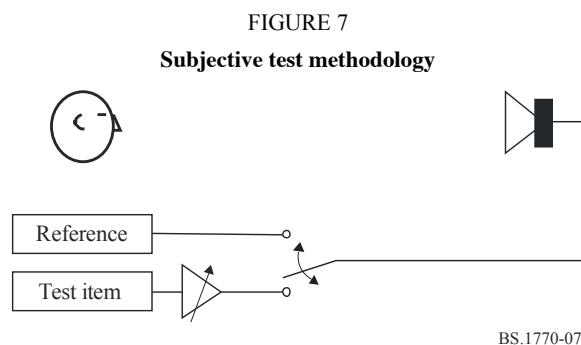 FIGURE 7
Subjective test methodology
Reference
Test item
BS.1770-07